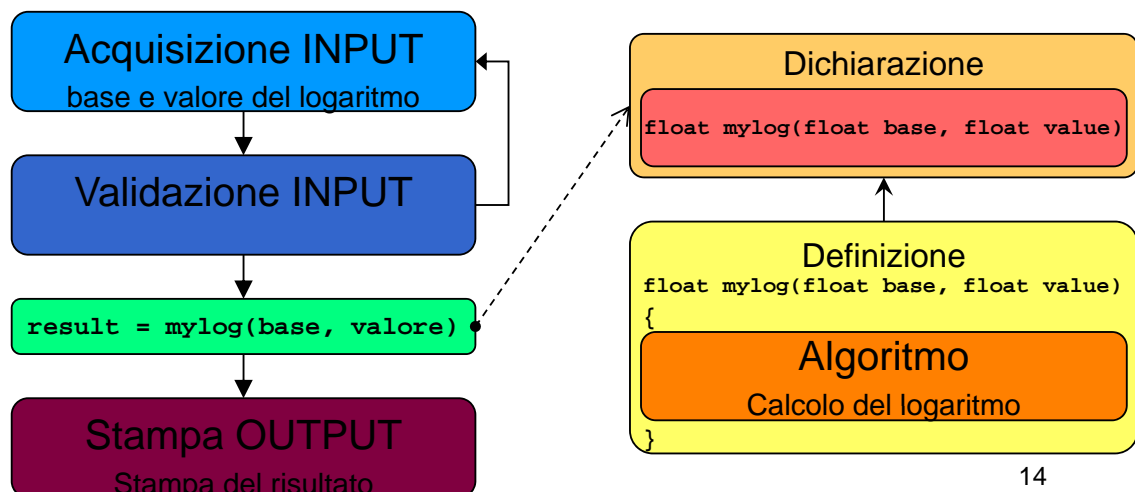 Acquisizione INPUT
base e valore del logaritmo
Validazione INPUT
result = mylog(base, valore)
Stampa OUTPUT
Stampa del risultato
Dichiarazione
float mylog(float base, float value)
Definizione
float mylog(float base, float value)
{
Algoritmo
Calcolo del logaritmo
}
14